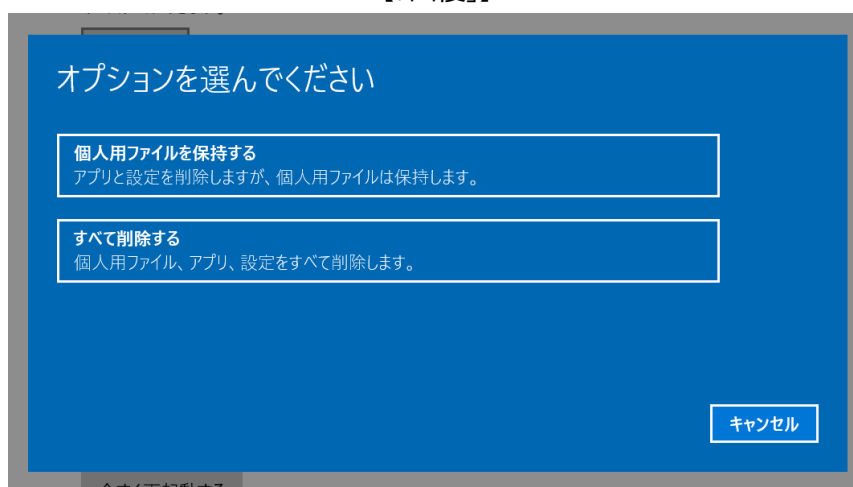 オプションを選んでください
個人用ファイルを保持する
アプリと設定を削除しますが、個人用ファイルは保持します。
すべて削除する
個人用ファイル、アプリ、設定をすべて削除します。
キャンセル